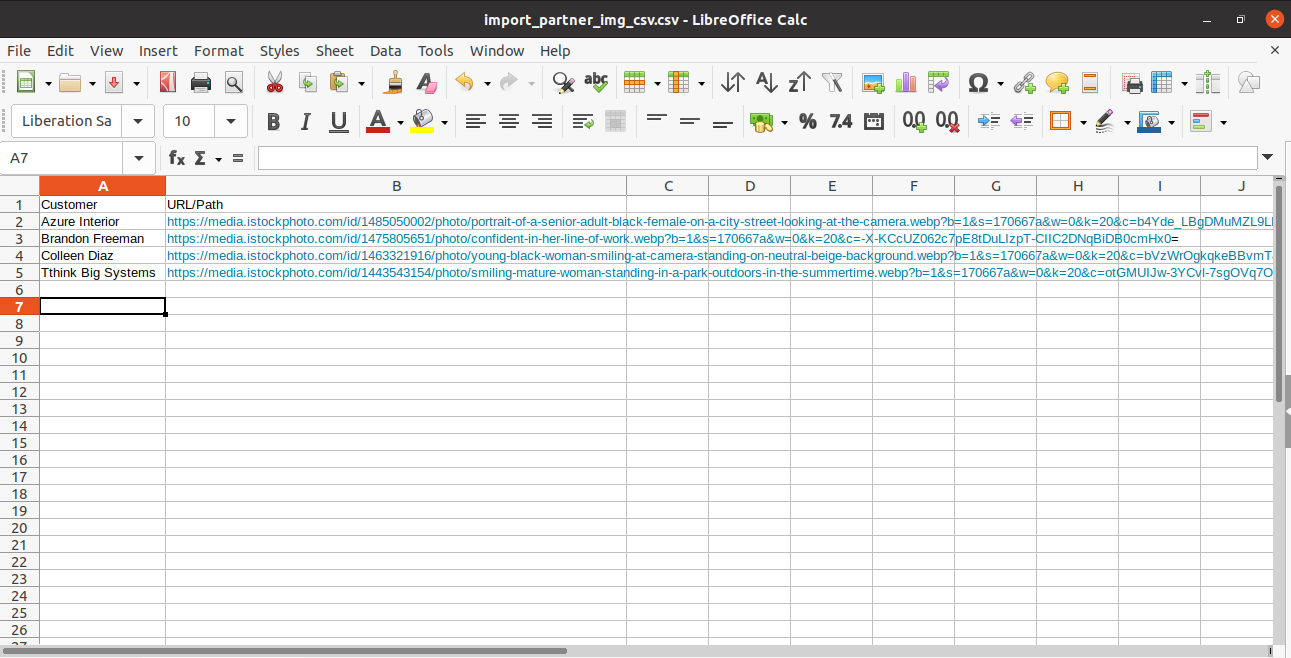 import_partner_img_csv.csv - LibreOffice Calc
File Edit View Insert Format Styles Sheet Data Tools Window Help
Liberation Sa 10
A7
A B C D E F G H I J
1 Customer URL/Path
2 Azure Interior https://media.istockphoto.com/id/1485050002/photo/portrait-of-a-senior-adult-black-female-on-a-city-street-looking-at-the-camera.webp?b=1&s=170667a&w=0&k=20&c=b4Yde_LBgDMuMZL9L
3 Brandon Freeman https://media.istockphoto.com/id/1475805651/photo/confident-in-her-line-of-work.webp?b=1&s=170667a&w=0&k=20&c=-X-KCcUZ062c7pE8tDuLIzpT-CIIC2DNqBiDB0cmHx0=
4 Colleen Diaz https://media.istockphoto.com/id/1463321916/photo/young-black-woman-smiling-at-camera-standing-on-neutral-beige-background.webp?b=1&s=170667a&w=0&k=20&c=bVzWrOgkqkeBBvmT
5 Tthink Big Systems https://media.istockphoto.com/id/1443543154/photo/smiling-mature-woman-standing-in-a-park-outdoors-in-the-summertime.webp?b=1&s=170667a&w=0&k=20&c=otGMUIJw-3YCvl-7sgOVq7O
6
7
8
9
10
11
12
13
14
15
16
17
18
19
20
21
22
23
24
25
26